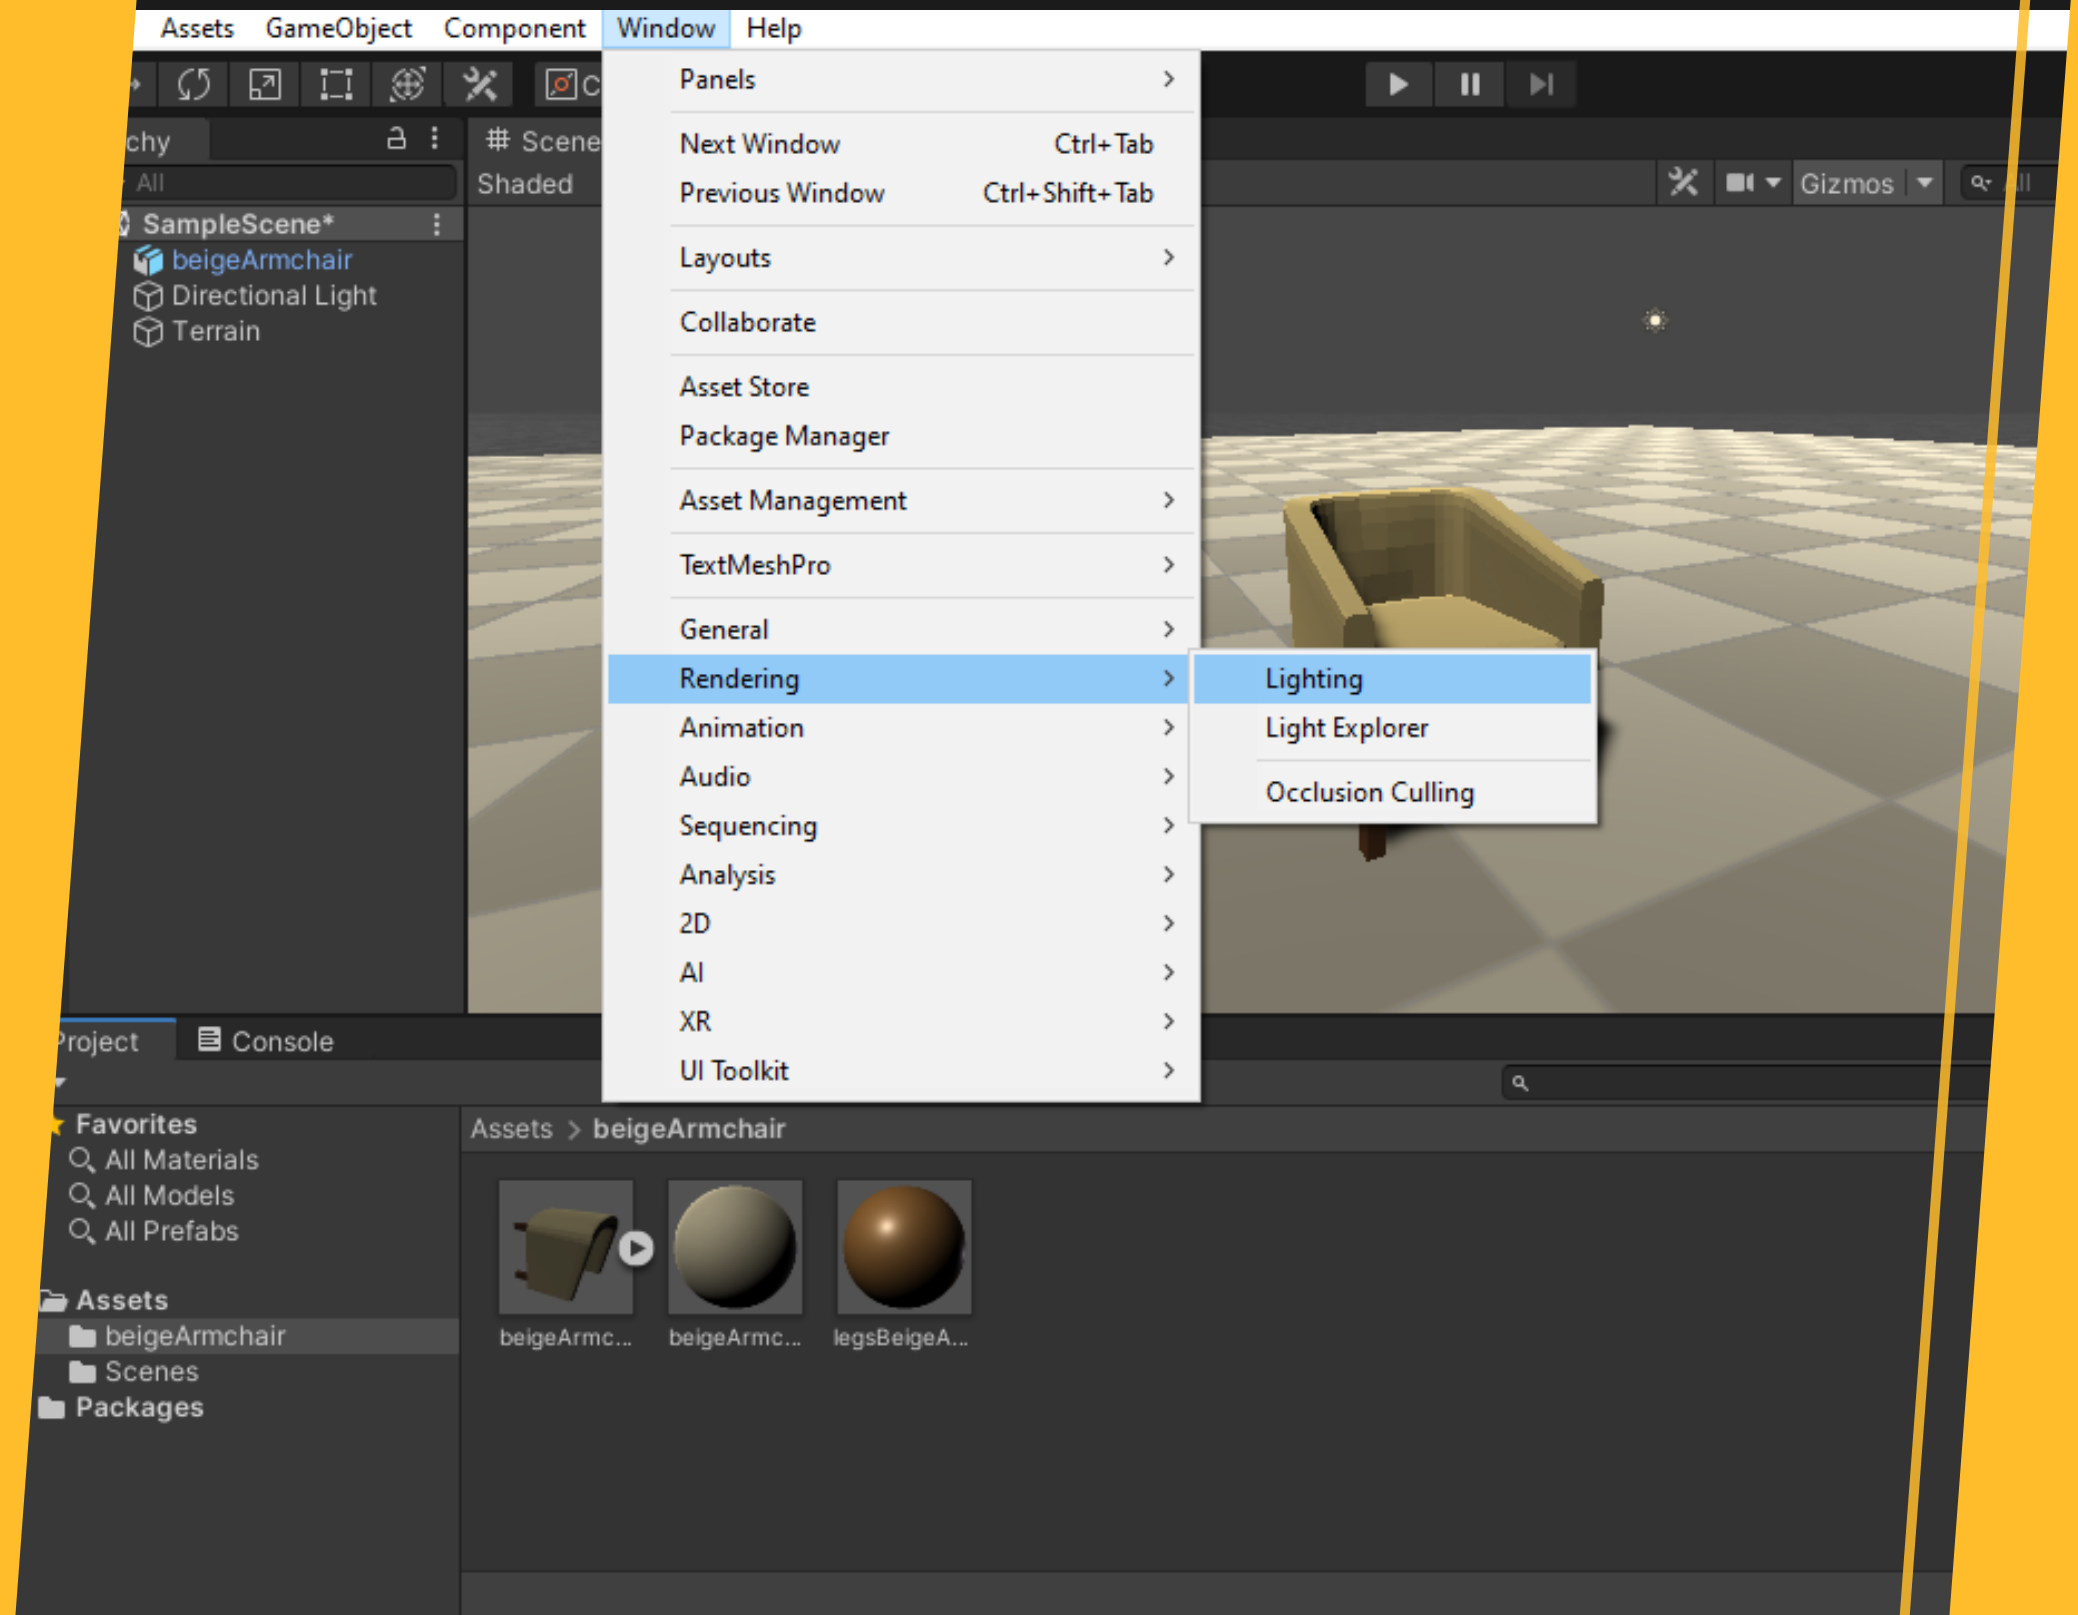 Assets GameObject Component Window Help
chy
All
SampleScene*
beigeArmchair
Directional Light
Terrain
# Scene
Shaded
C
Gizmos
All
Panels
Next Window Ctrl+Tab
Previous Window Ctrl+Shift+Tab
Layouts
Collaborate
Asset Store
Package Manager
Asset Management
TextMeshPro
General
Rendering
Animation
Audio
Sequencing
Analysis
2D
AI
XR
UI Toolkit
Lighting
Light Explorer
Occlusion Culling
Project Console
Favorites
All Materials
All Models
All Prefabs
Assets
beigeArmchair
Scenes
Packages
Assets > beigeArmchair
beigeArmc... beigeArmc... legsBeigeA...